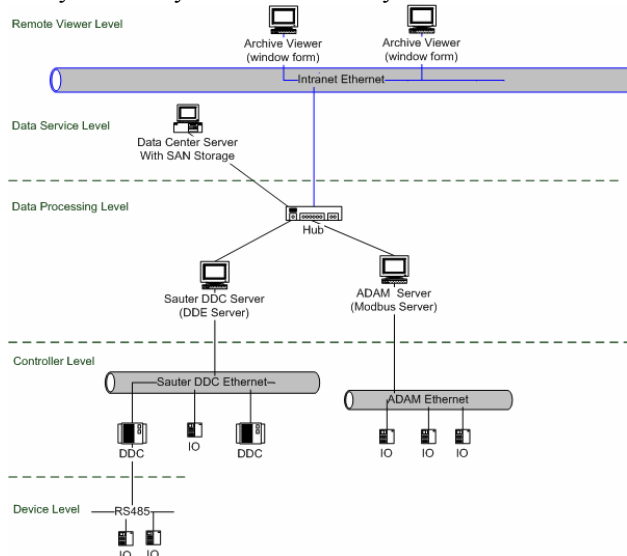 Remote Viewer Level
Archive Viewer
(window form)
Archive Viewer
(window form)
Intranet Ethernet
Data Service Level
Data Center Server
With SAN Storage
Data Processing Level
Hub
Sauter DDC Server
(DDE Server)
ADAM Server
(Modbus Server)
Controller Level
Sauter DDC Ethernet
ADAM Ethernet
DDC
IO
DDC
IO
IO
IO
Device Level
RS485
IO
IO